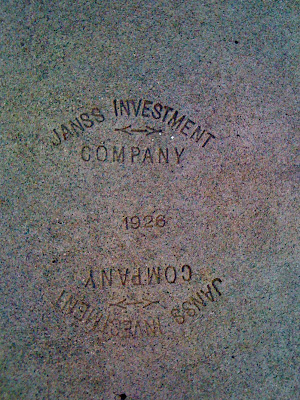 JANSS INVESTMENT
COMPANY
1926
COMPANY
JANSS INVESTMENT